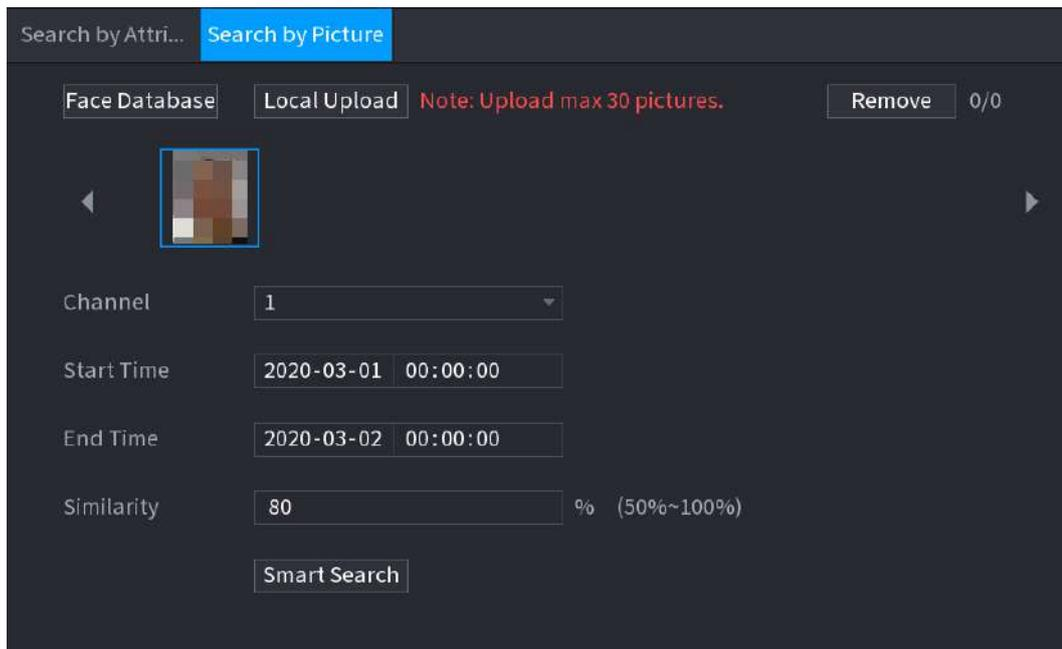 Search by Attri... Search by Picture
Face Database Local Upload Note: Upload max 30 pictures. Remove 0/0
Channel 1
Start Time 2020-03-01 00:00:00
End Time 2020-03-02 00:00:00
Similarity 80 % (50%~100%)
Smart Search